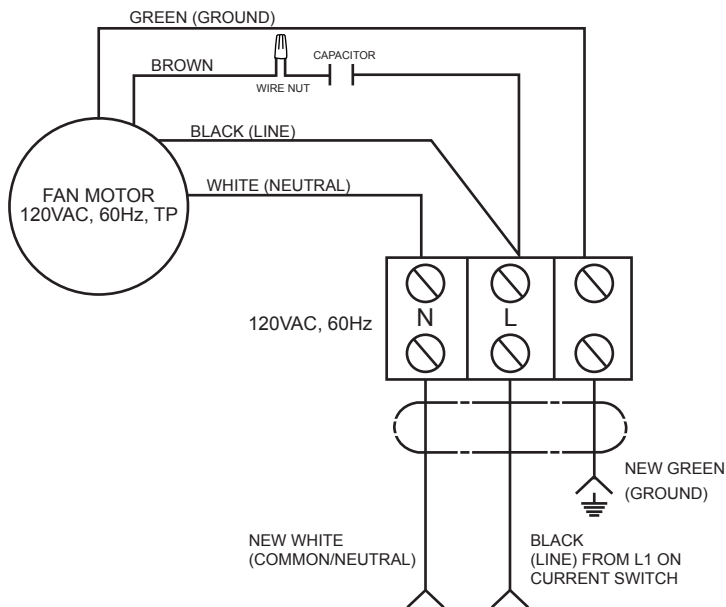 GREEN (GROUND)
CAPACITOR
BROWN
WIRE NUT
BLACK (LINE)
WHITE (NEUTRAL)
FAN MOTOR
120VAC, 60Hz, TP
120VAC, 60Hz
N
L
NEW GREEN
(GROUND)
NEW WHITE
(COMMON/NEUTRAL)
BLACK
(LINE) FROM L1 ON
CURRENT SWITCH